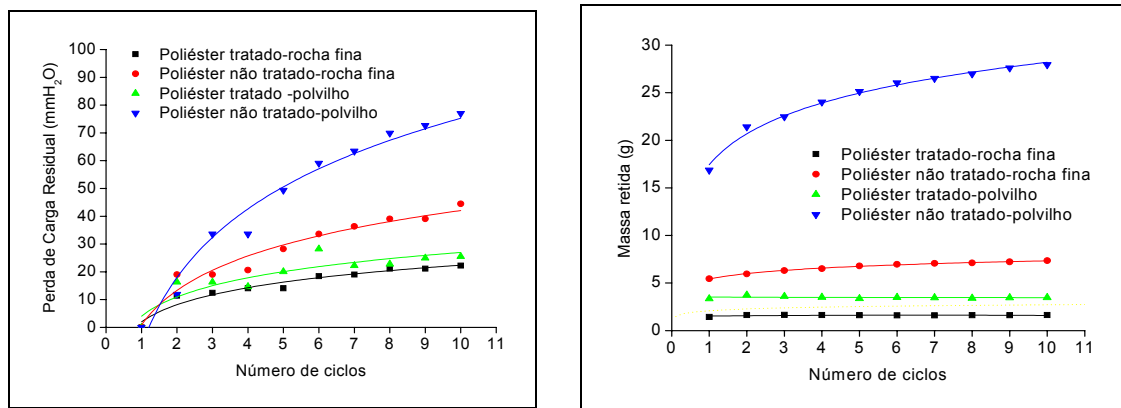 Perda de Carga Residual (mmH₂O)
100
90
80
70
60
50
40
30
20
10
0
Poliéster tratado-rocha fina
Poliéster não tratado-rocha fina
Poliéster tratado -polvilho
Poliéster não tratado-polvilho
0 1 2 3 4 5 6 7 8 9 10 11
Número de ciclos
Massa retida (g)
30
25
20
15
10
5
0
Poliéster tratado-rocha fina
Poliéster não tratado-rocha fina
Poliéster tratado-polvilho
Poliéster não tratado-polvilho
0 1 2 3 4 5 6 7 8 9 10 11
Número de ciclos